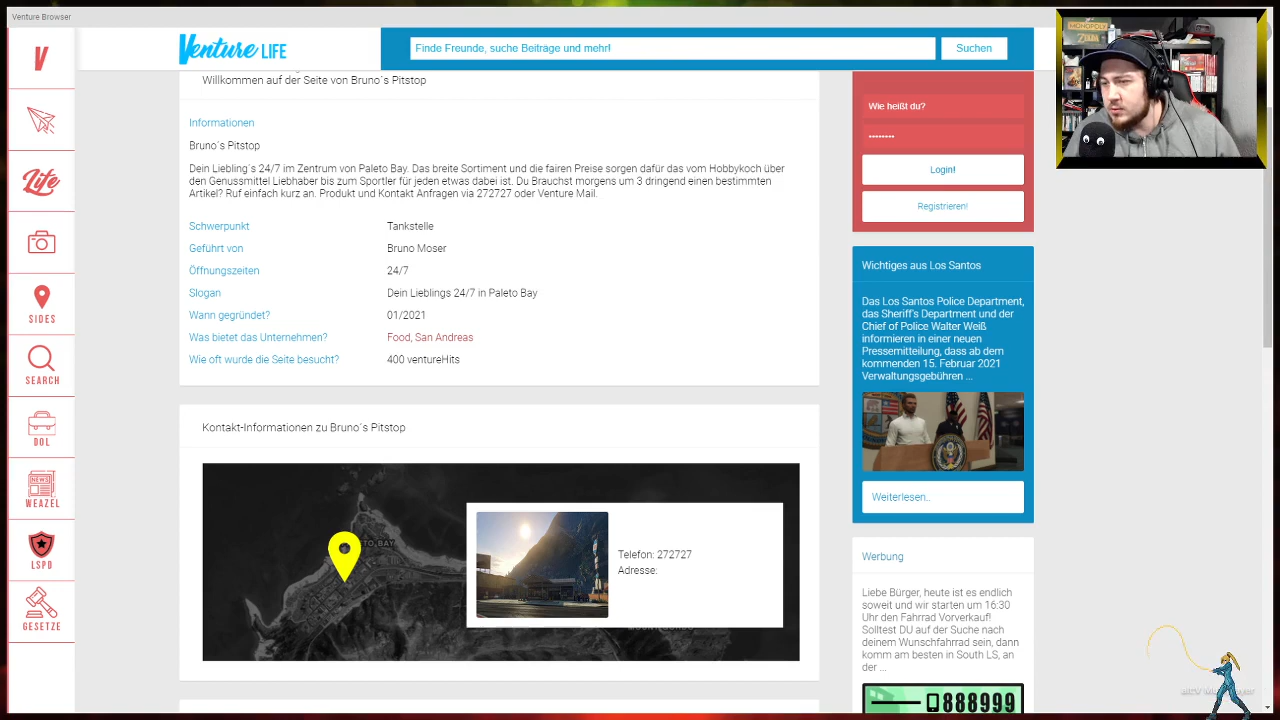 Venture Browser
V
Venture LIFE
Finde Freunde, suche Beiträge und mehr!
Suchen
MONOPOLY
ZELDA
Life
SIDES
SEARCH
DOL
NEWS
WEAZEL
LSPD
GESETZE
Willkommen auf der Seite von Bruno´s Pitstop
Informationen
Bruno´s Pitstop
Dein Liebling´s 24/7 im Zentrum von Paleto Bay. Das breite Sortiment und die fairen Preise sorgen dafür das vom Hobbykoch über
den Genussmittel Liebhaber bis zum Sportler für jeden etwas dabei ist. Du Brauchst morgens um 3 dringend einen bestimmten
Artikel? Ruf einfach kurz an. Produkt und Kontakt Anfragen via 272727 oder Venture Mail.
Schwerpunkt Tankstelle
Geführt von Bruno Moser
Öffnungszeiten 24/7
Slogan Dein Lieblings 24/7 in Paleto Bay
Wann gegründet? 01/2021
Was bietet das Unternehmen? Food, San Andreas
Wie oft wurde die Seite besucht? 400 ventureHits
Kontakt-Informationen zu Bruno´s Pitstop
BAY
Telefon: 272727
Adresse:
Wie heißt du?
Login!
Registrieren!
Wichtiges aus Los Santos
Das Los Santos Police Department,
das Sheriff's Department und der
Chief of Police Walter Weiß
informieren in einer neuen
Pressemitteilung, dass ab dem
kommenden 15. Februar 2021
Verwaltungsgebühren ...
Weiterlesen..
Werbung
Liebe Bürger, heute ist es endlich
soweit und wir starten um 16:30
Uhr den Fahrrad Vorverkauf!
Solltest DU auf der Suche nach
deinem Wunschfahrrad sein, dann
komm am besten in South LS, an
der ...
888999